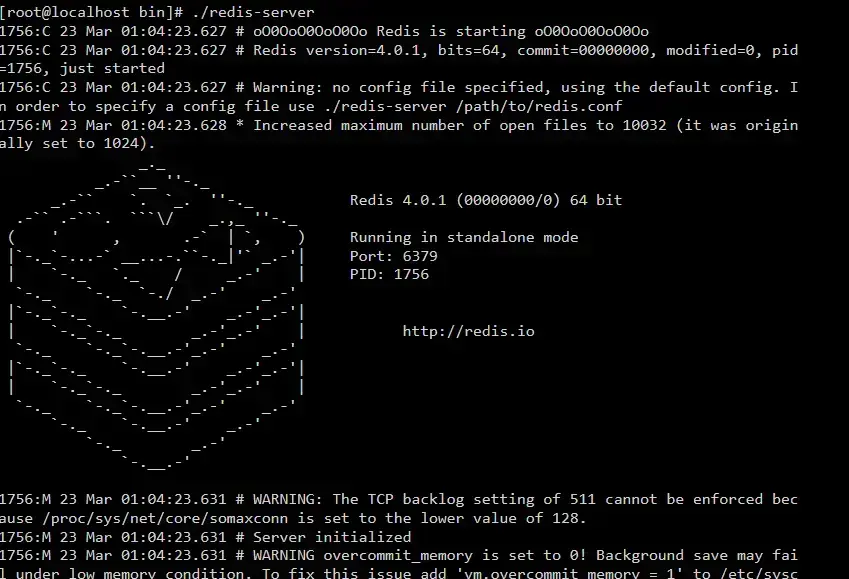 [root@localhost bin]# ./redis-server
1756:C 23 Mar 01:04:23.627 # oO0OoO0OoO0Oo Redis is starting oO0OoO0OoO0Oo
1756:C 23 Mar 01:04:23.627 # Redis version=4.0.1, bits=64, commit=00000000, modified=0, pid
=1756, just started
1756:C 23 Mar 01:04:23.627 # Warning: no config file specified, using the default config. I
n order to specify a config file use ./redis-server /path/to/redis.conf
1756:M 23 Mar 01:04:23.628 * Increased maximum number of open files to 10032 (it was origin
ally set to 1024).
Redis 4.0.1 (00000000/0) 64 bit
Running in standalone mode
Port: 6379
PID: 1756
http://redis.io
1756:M 23 Mar 01:04:23.631 # WARNING: The TCP backlog setting of 511 cannot be enforced bec
ause /proc/sys/net/core/somaxconn is set to the lower value of 128.
1756:M 23 Mar 01:04:23.631 # Server initialized
1756:M 23 Mar 01:04:23.631 # WARNING overcommit_memory is set to 0! Background save may fai
l under low memory condition. To fix this issue add 'vm.overcommit_memory = 1' to /etc/sysc